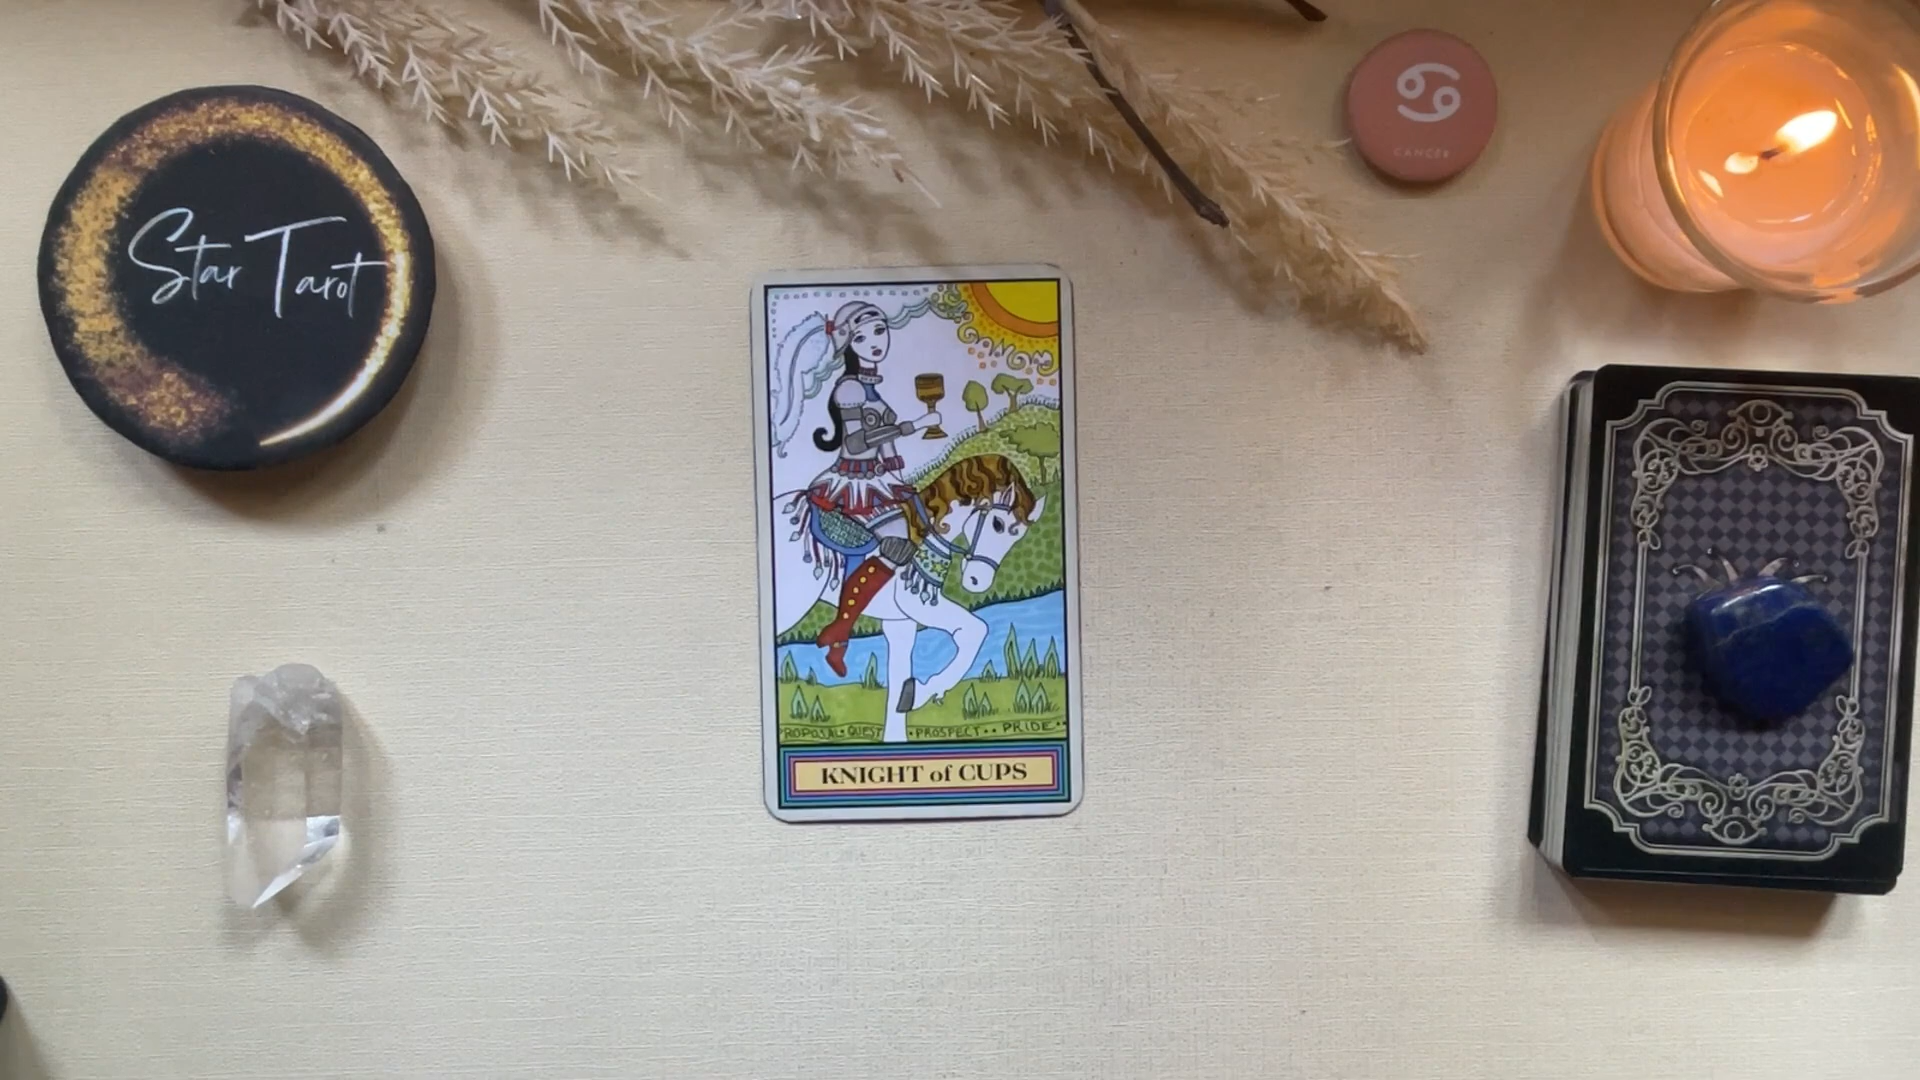 Star Tarot
CANCER
ROPOSAL • QUEST • PROSPECT • • PRIDE • •
KNIGHT of CUPS